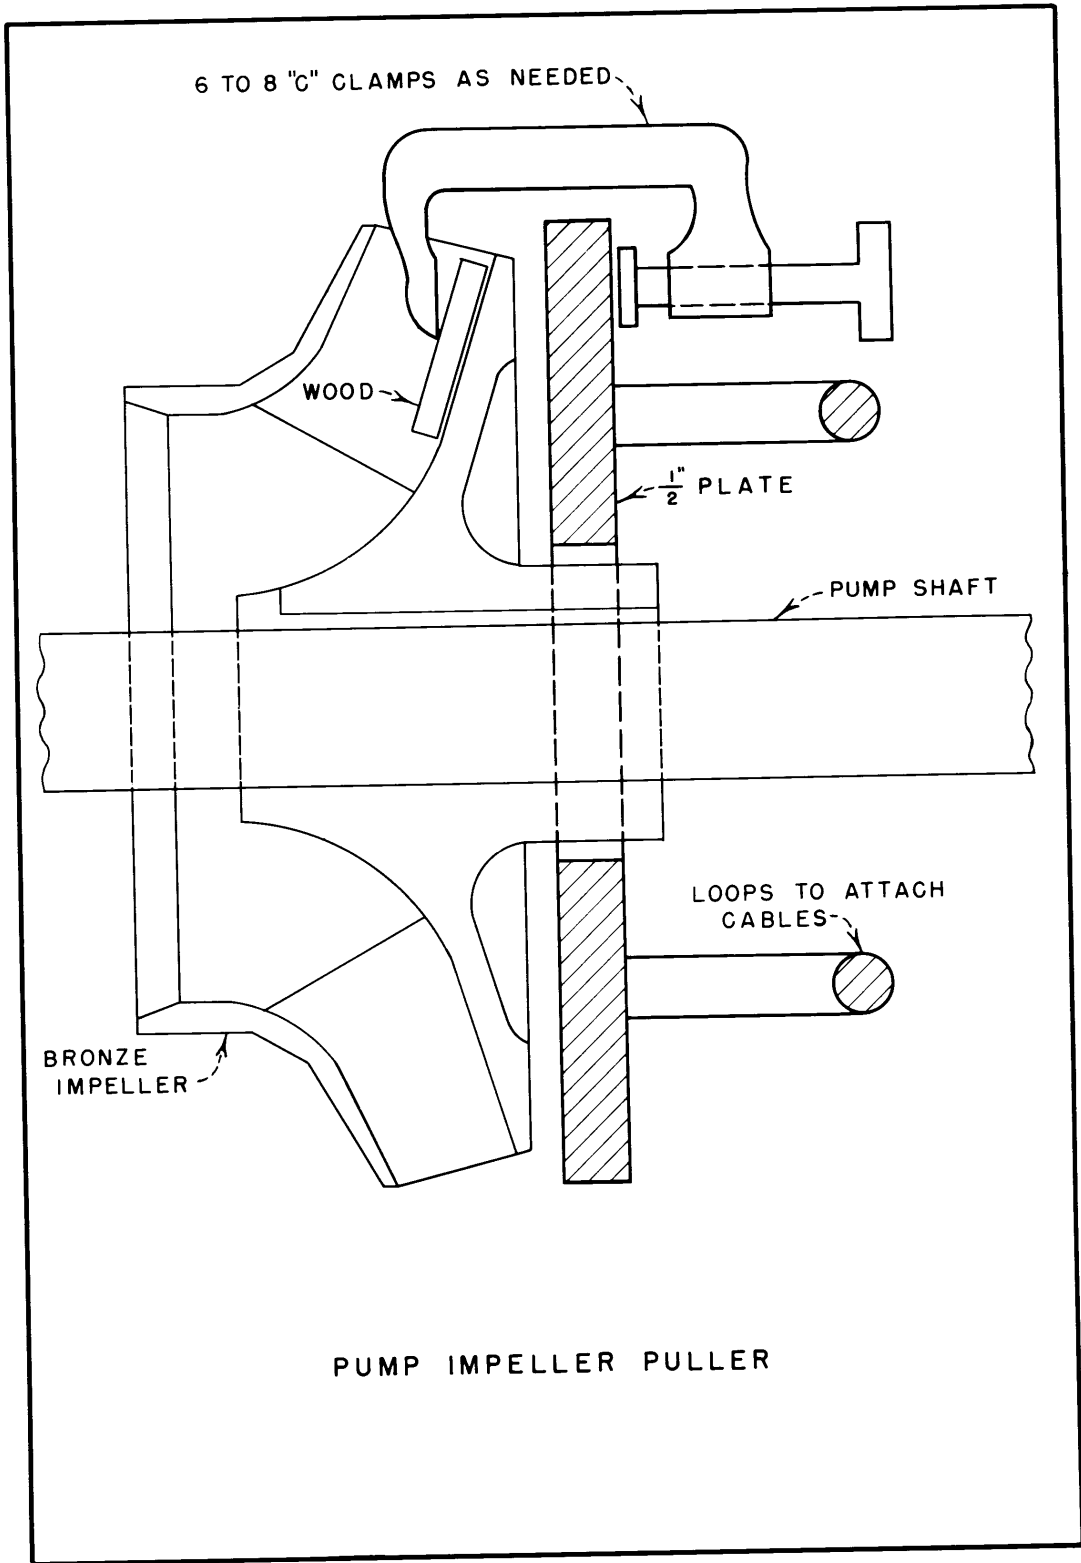 6 TO 8 "C" CLAMPS AS NEEDED
WOOD
1/2" PLATE
PUMP SHAFT
LOOPS TO ATTACH
CABLES
BRONZE
IMPELLER
PUMP IMPELLER PULLER